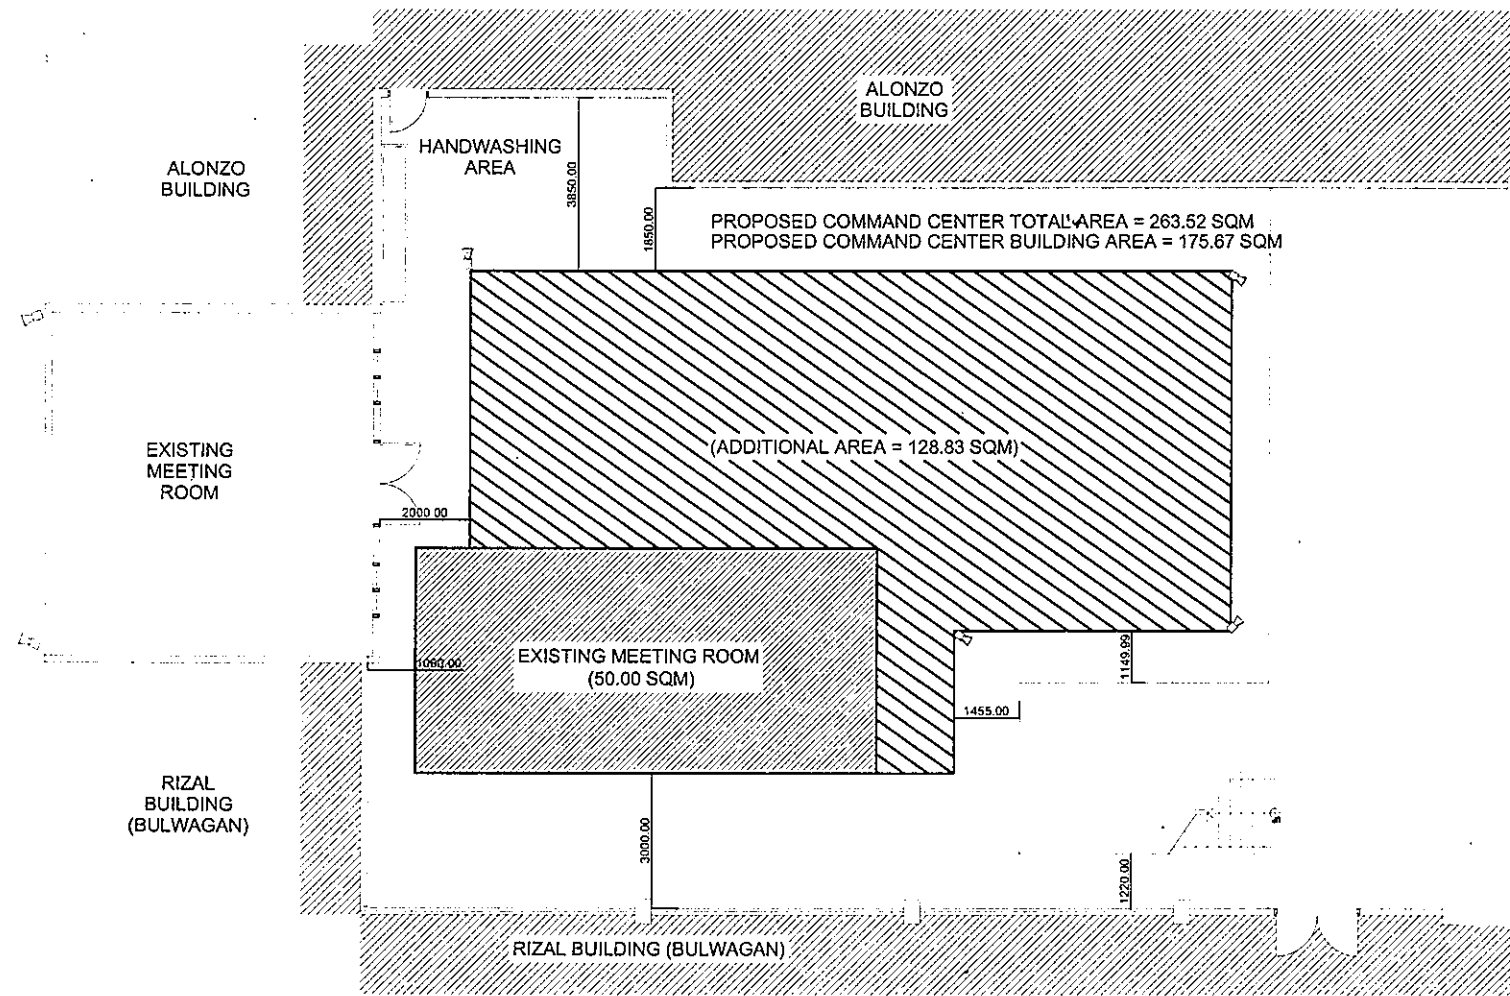 ALONZO
BUILDING
HANDWASHING
AREA
ALONZO
BUILDING
3850.00
1850.00
PROPOSED COMMAND CENTER TOTAL AREA = 263.52 SQM
PROPOSED COMMAND CENTER BUILDING AREA = 175.67 SQM
EXISTING
MEETING
ROOM
(ADDITIONAL AREA = 128.83 SQM)
2000.00
EXISTING MEETING ROOM
(50.00 SQM)
1149.99
1455.00
RIZAL
BUILDING
(BULWAGAN)
3000.00
1220.00
RIZAL BUILDING (BULWAGAN)